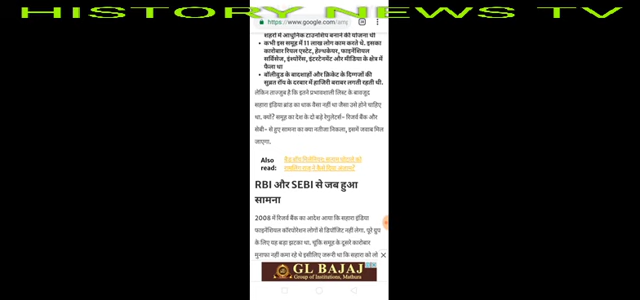 HISTORY NEWS TV
https://www.google.com/amp
शहरों में आधुनिक टाउनशिप बनाने की योजना थी
• कभी इस समूह में 11 लाख लोग काम करते थे. इसका
कारोबार रियल एस्टेट, हेल्थकेयर, फाइनेंशियल
सर्विसेज, इंश्योरेंस, इंटरटेनमेंट और मीडिया के क्षेत्र में
फैला था
• बॉलीवुड के बादशाहों और क्रिकेट के दिग्गजों की
सुब्रत रॉय के दरबार में हाजिरी बराबर लगती रहती थी.
लेकिन ताज्जुब है कि इतने प्रभावशाली लिस्ट के बावजूद
सहारा इंडिया ब्रांड का धाक वैसा नहीं था जैसा उसे होने चाहिए
था. क्यों? समूह का देश के दो बड़े रेगुलेटर्स- रिजर्व बैंक और
सेबी- से हुए सामना का क्या नतीजा निकला, इसमें जवाब मिल
जाएगा.
Also
read:
RBI और SEBI से जब हुआ
सामना
2008 में रिजर्व बैंक का आदेश आया कि सहारा इंडिया
फाइनेंशियल कॉरपोरेशन लोगों से डिपॉजिट नहीं लेगा. पूरे ग्रुप
के लिए यह बड़ा झटका था. चूंकि समूह के दूसरे कारोबार
मुनाफा नहीं कमा रहे थे इसीलिए जरूरी था कि सहारा को लो
GL BAJAJ
Group of Institutions, Mathura